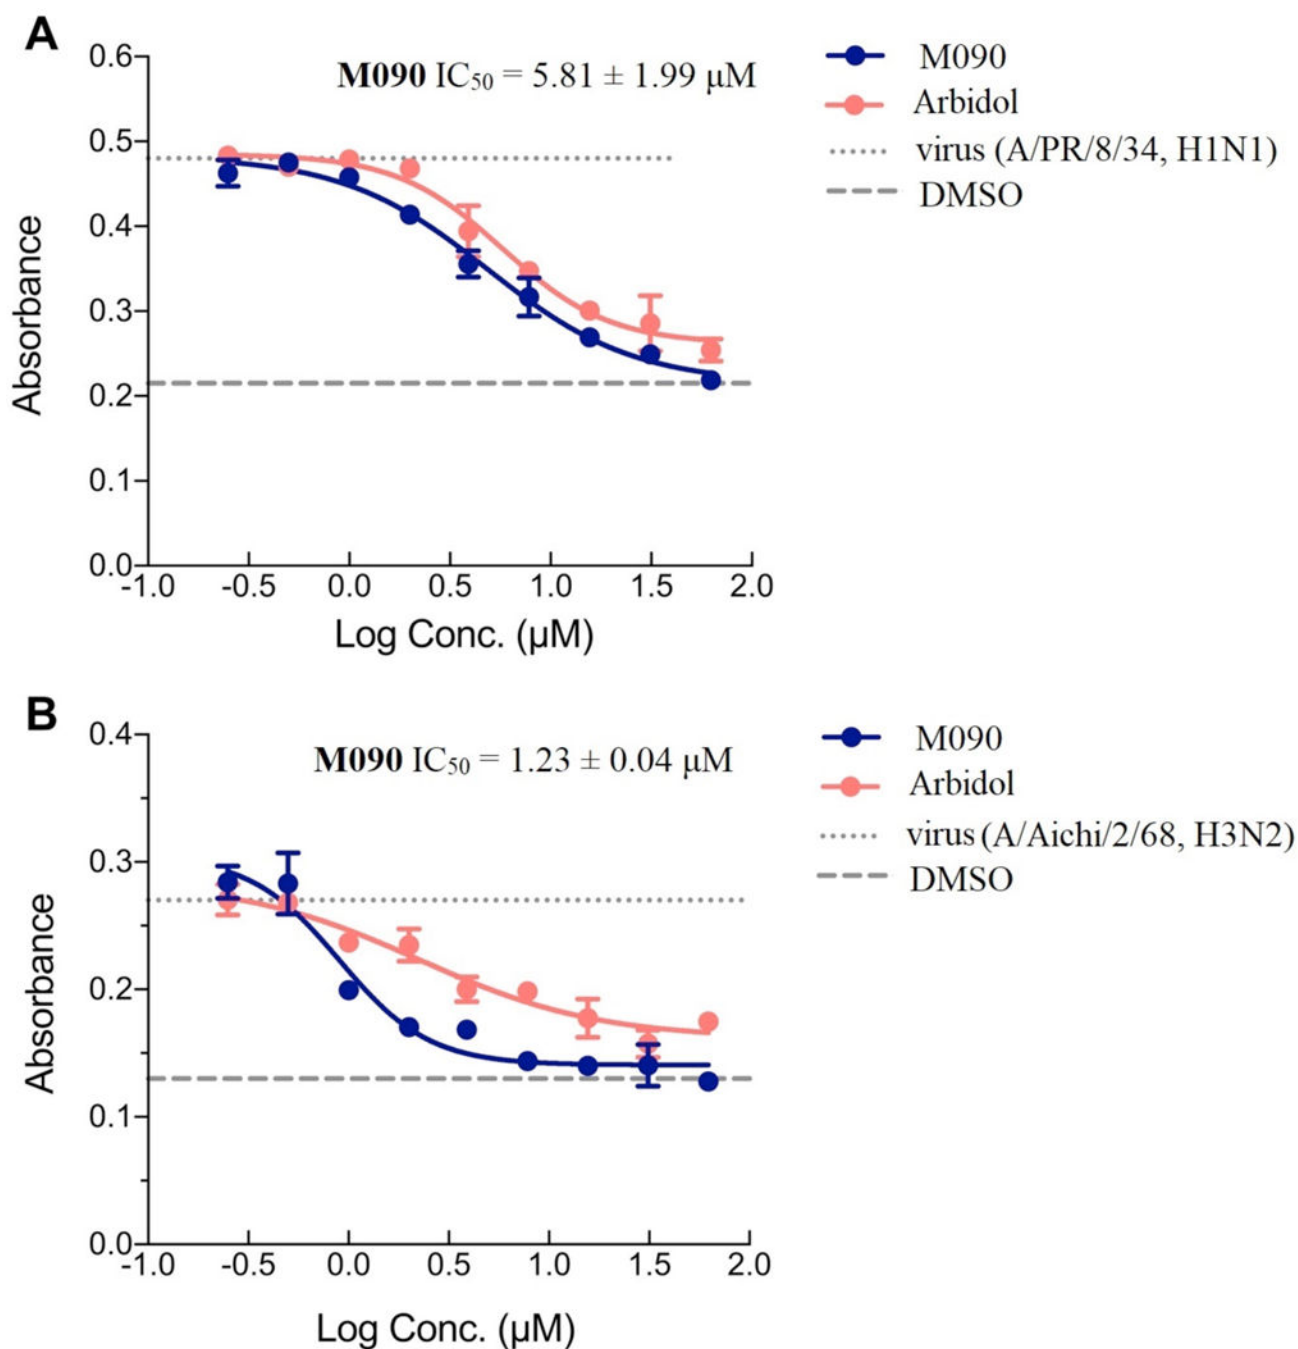 A
M090 IC50 = 5.81 ± 1.99 μM
M090
Arbidol
virus (A/PR/8/34, H1N1)
DMSO
Absorbance
0.6
0.5
0.4
0.3
0.2
0.1
0.0
-1.0 -0.5 0.0 0.5 1.0 1.5 2.0
Log Conc. (μM)
B
M090 IC50 = 1.23 ± 0.04 μM
M090
Arbidol
virus (A/Aichi/2/68, H3N2)
DMSO
Absorbance
0.4
0.3
0.2
0.1
0.0
-1.0 -0.5 0.0 0.5 1.0 1.5 2.0
Log Conc. (μM)